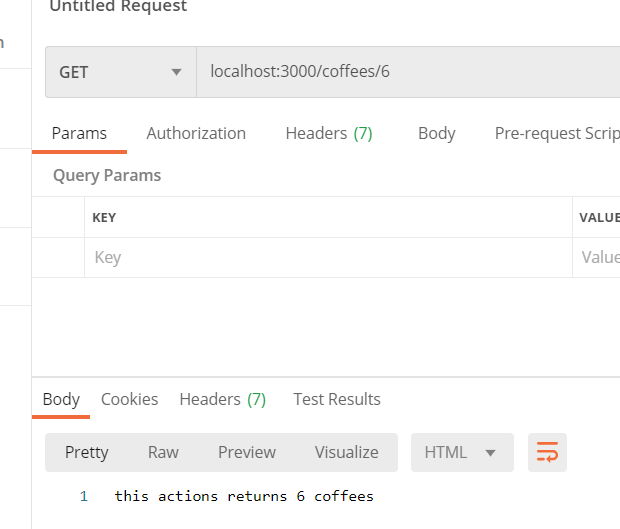 Untitled Request
GET localhost:3000/coffees/6
Params Authorization Headers (7) Body Pre-request Scrip
Query Params
KEY VALUE
Key Value
Body Cookies Headers (7) Test Results
Pretty Raw Preview Visualize HTML
1 this actions returns 6 coffees